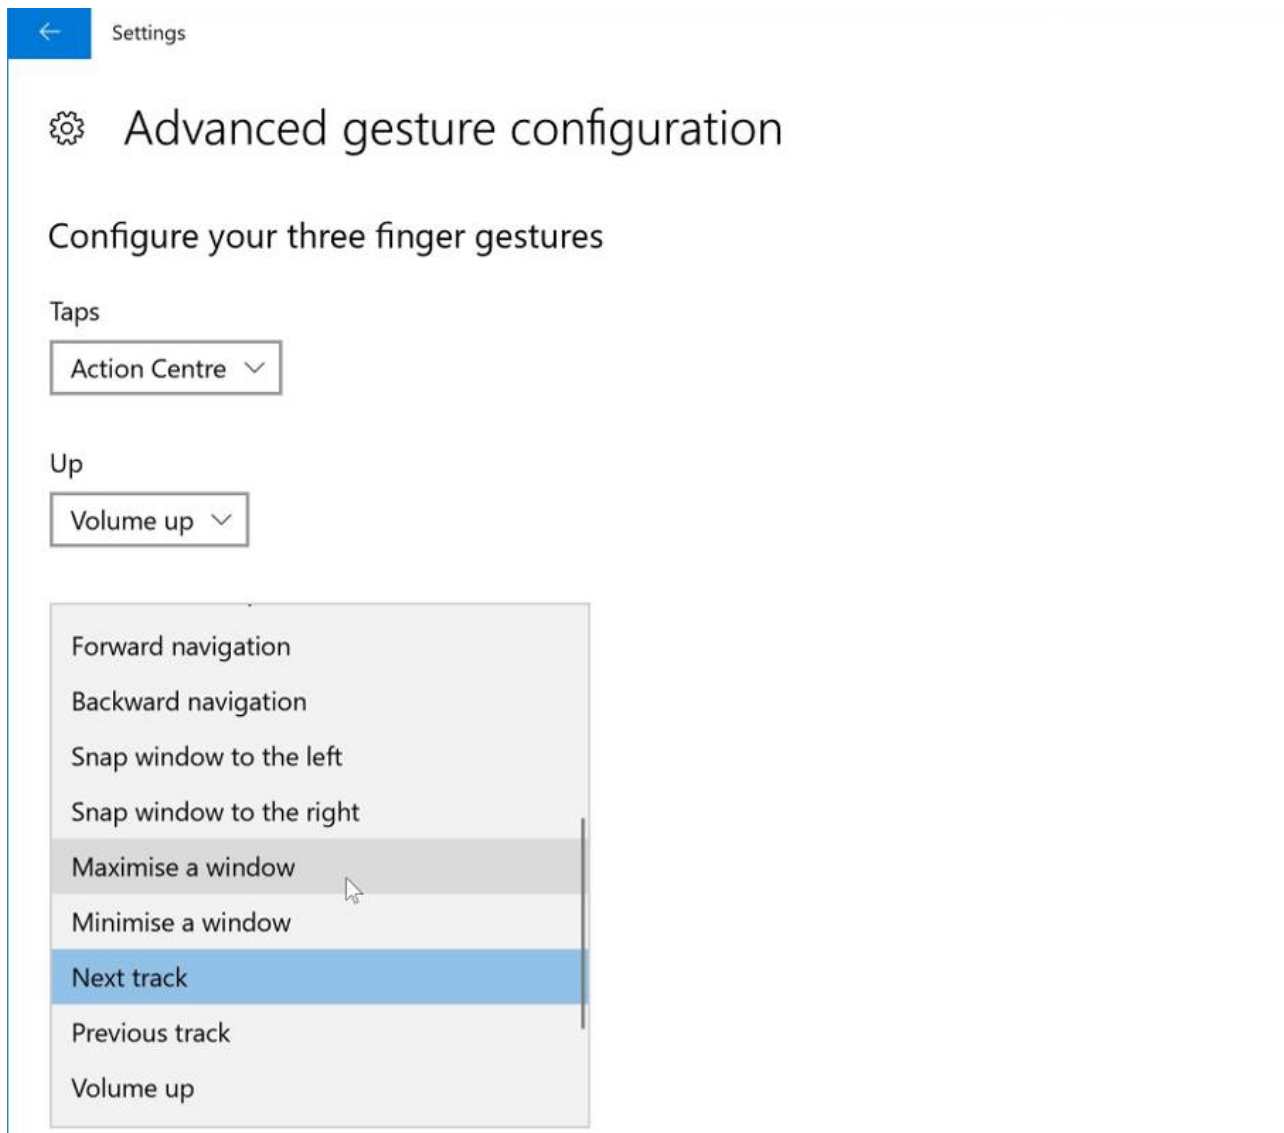 Settings
Advanced gesture configuration
Configure your three finger gestures
Taps
Action Centre
Up
Volume up
Forward navigation
Backward navigation
Snap window to the left
Snap window to the right
Maximise a window
Minimise a window
Next track
Previous track
Volume up